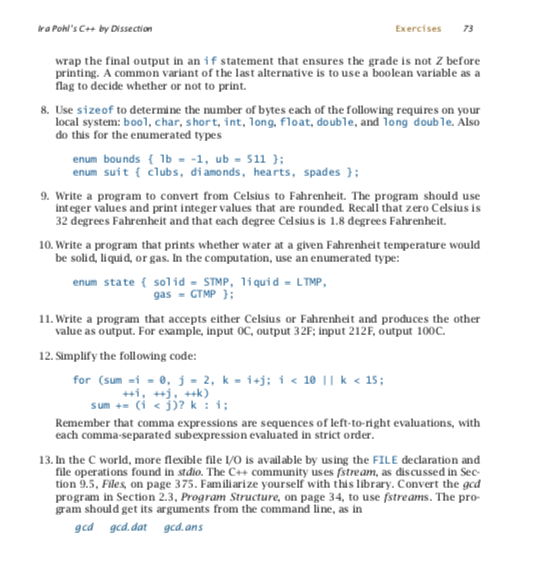 Ira Pohl's C++ by Dissection Exercises 73
wrap the final output in an if statement that ensures the grade is not Z before
printing. A common variant of the last alternative is to use a boolean variable as a
flag to decide whether or not to print.
8. Use sizeof to determine the number of bytes each of the following requires on your
local system: bool, char, short, int, long, float, double, and long double. Also
do this for the enumerated types
enum bounds { lb = -1, ub = 511 };
enum suit { clubs, diamonds, hearts, spades };
9. Write a program to convert from Celsius to Fahrenheit. The program should use
integer values and print integer values that are rounded. Recall that zero Celsius is
32 degrees Fahrenheit and that each degree Celsius is 1.8 degrees Fahrenheit.
10. Write a program that prints whether water at a given Fahrenheit temperature would
be solid, liquid, or gas. In the computation, use an enumerated type:
enum state { solid = STMP, liquid = LTMP,
gas = GTMP };
11. Write a program that accepts either Celsius or Fahrenheit and produces the other
value as output. For example, input 0C, output 32F; input 212F, output 100C.
12. Simplify the following code:
for (sum =i = 0, j = 2, k = i+j; i < 10 || k < 15;
++i, ++j, ++k)
sum += (i < j)? k : i;
Remember that comma expressions are sequences of left-to-right evaluations, with
each comma-separated subexpression evaluated in strict order.
13. In the C world, more flexible file I/O is available by using the FILE declaration and
file operations found in stdio. The C++ community uses fstream, as discussed in Sec-
tion 9.5, Files, on page 375. Familiarize yourself with this library. Convert the gcd
program in Section 2.3, Program Structure, on page 34, to use fstreams. The pro-
gram should get its arguments from the command line, as in
gcd gcd.dat gcd.ans